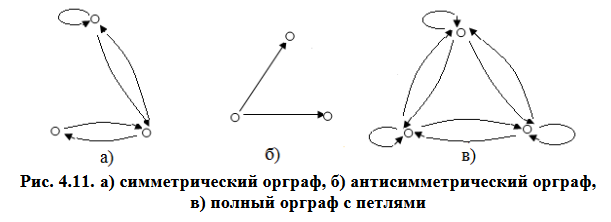 а) б) в)
Рис. 4.11. а) симметрический орграф, б) антисимметрический орграф,
в) полный орграф с петлями